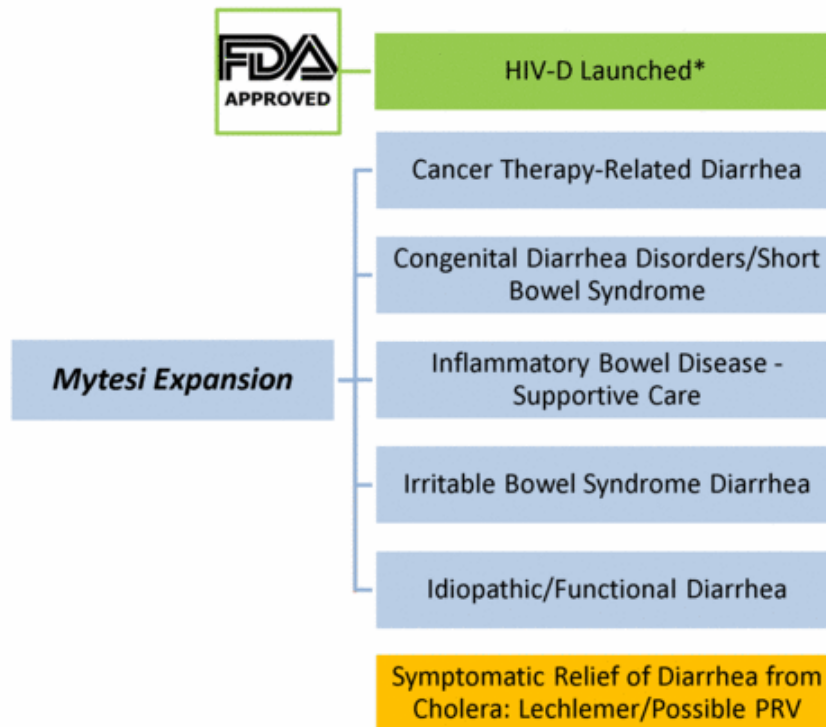 FDA
APPROVED
HIV-D Launched*
Cancer Therapy-Related Diarrhea
Congenital Diarrhea Disorders/Short
Bowel Syndrome
Mytesi Expansion
Inflammatory Bowel Disease -
Supportive Care
Irritable Bowel Syndrome Diarrhea
Idiopathic/Functional Diarrhea
Symptomatic Relief of Diarrhea from
Cholera: Lechlemer/Possible PRV